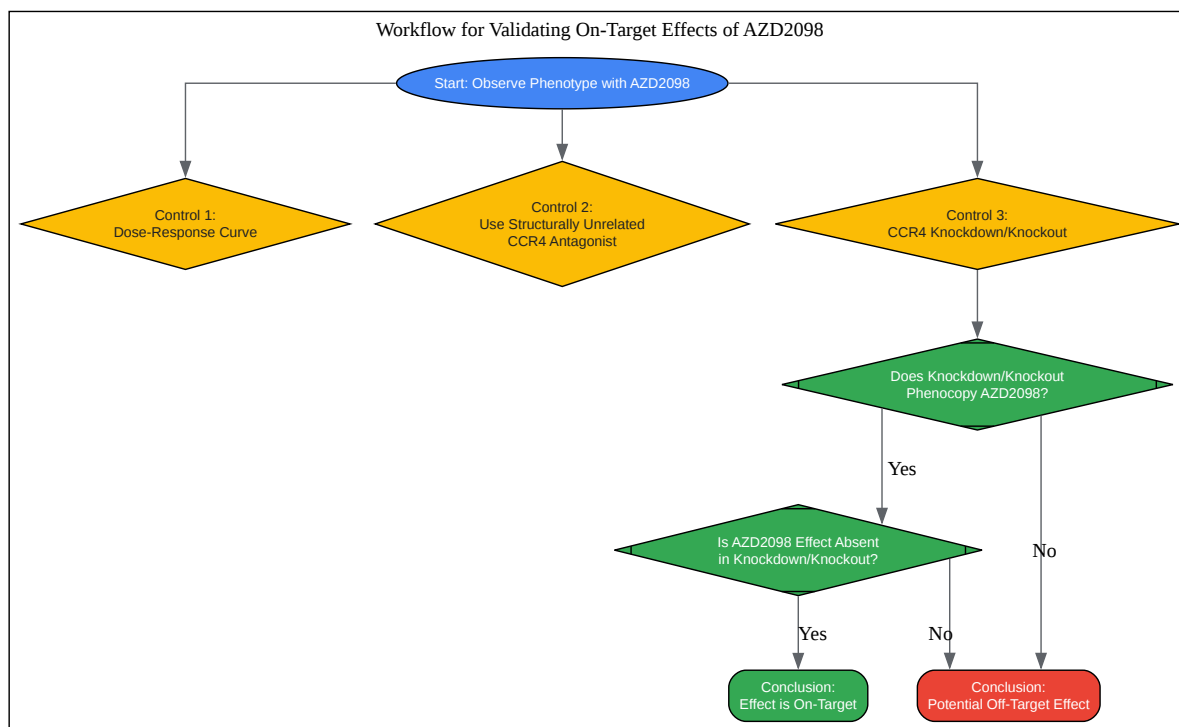 Workflow for Validating On-Target Effects of AZD2098
Start: Observe Phenotype with AZD2098
Control 1:
Dose-Response Curve
Control 2:
Use Structurally Unrelated
CCR4 Antagonist
Control 3:
CCR4 Knockdown/Knockout
Does Knockdown/Knockout
Phenocopy AZD2098?
Yes
Is AZD2098 Effect Absent
in Knockdown/Knockout?
No
Yes
No
Conclusion:
Effect is On-Target
Conclusion:
Potential Off-Target Effect